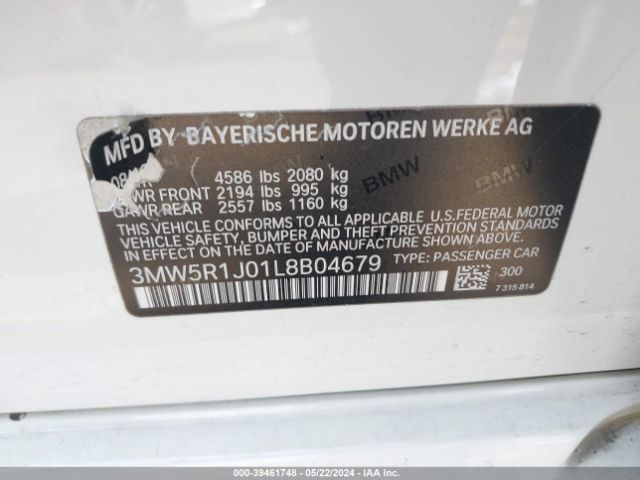 MFD BY BAYERISCHE MOTOREN WERKE AG
4586 lbs 2080 kg
GAWR FRONT 2194 lbs 995 kg
GAWR REAR 2557 lbs 1160 kg
THIS VEHICLE CONFORMS TO ALL APPLICABLE U.S.FEDERAL MOTOR
VEHICLE SAFETY, BUMPER AND THEFT PREVENTION STANDARDS
IN EFFECT ON THE DATE OF MANUFACTURE SHOWN ABOVE.
3MW5R1J01L8B04679 TYPE: PASSENGER CAR
300
7 315 814
BMW
BMW
BMW
000-39461748 - 05/22/2024 - IAA Inc.